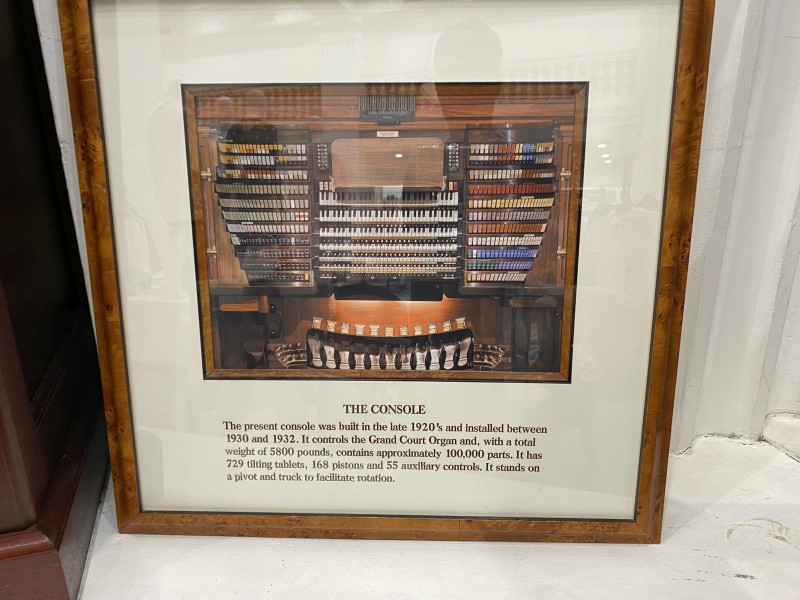 THE CONSOLE
The present console was built in the late 1920's and installed between
1930 and 1932. It controls the Grand Court Organ and, with a total
weight of 5800 pounds, contains approximately 100,000 parts. It has
729 tilting tablets, 168 pistons and 55 auxiliary controls. It stands on
a pivot and truck to facilitate rotation.